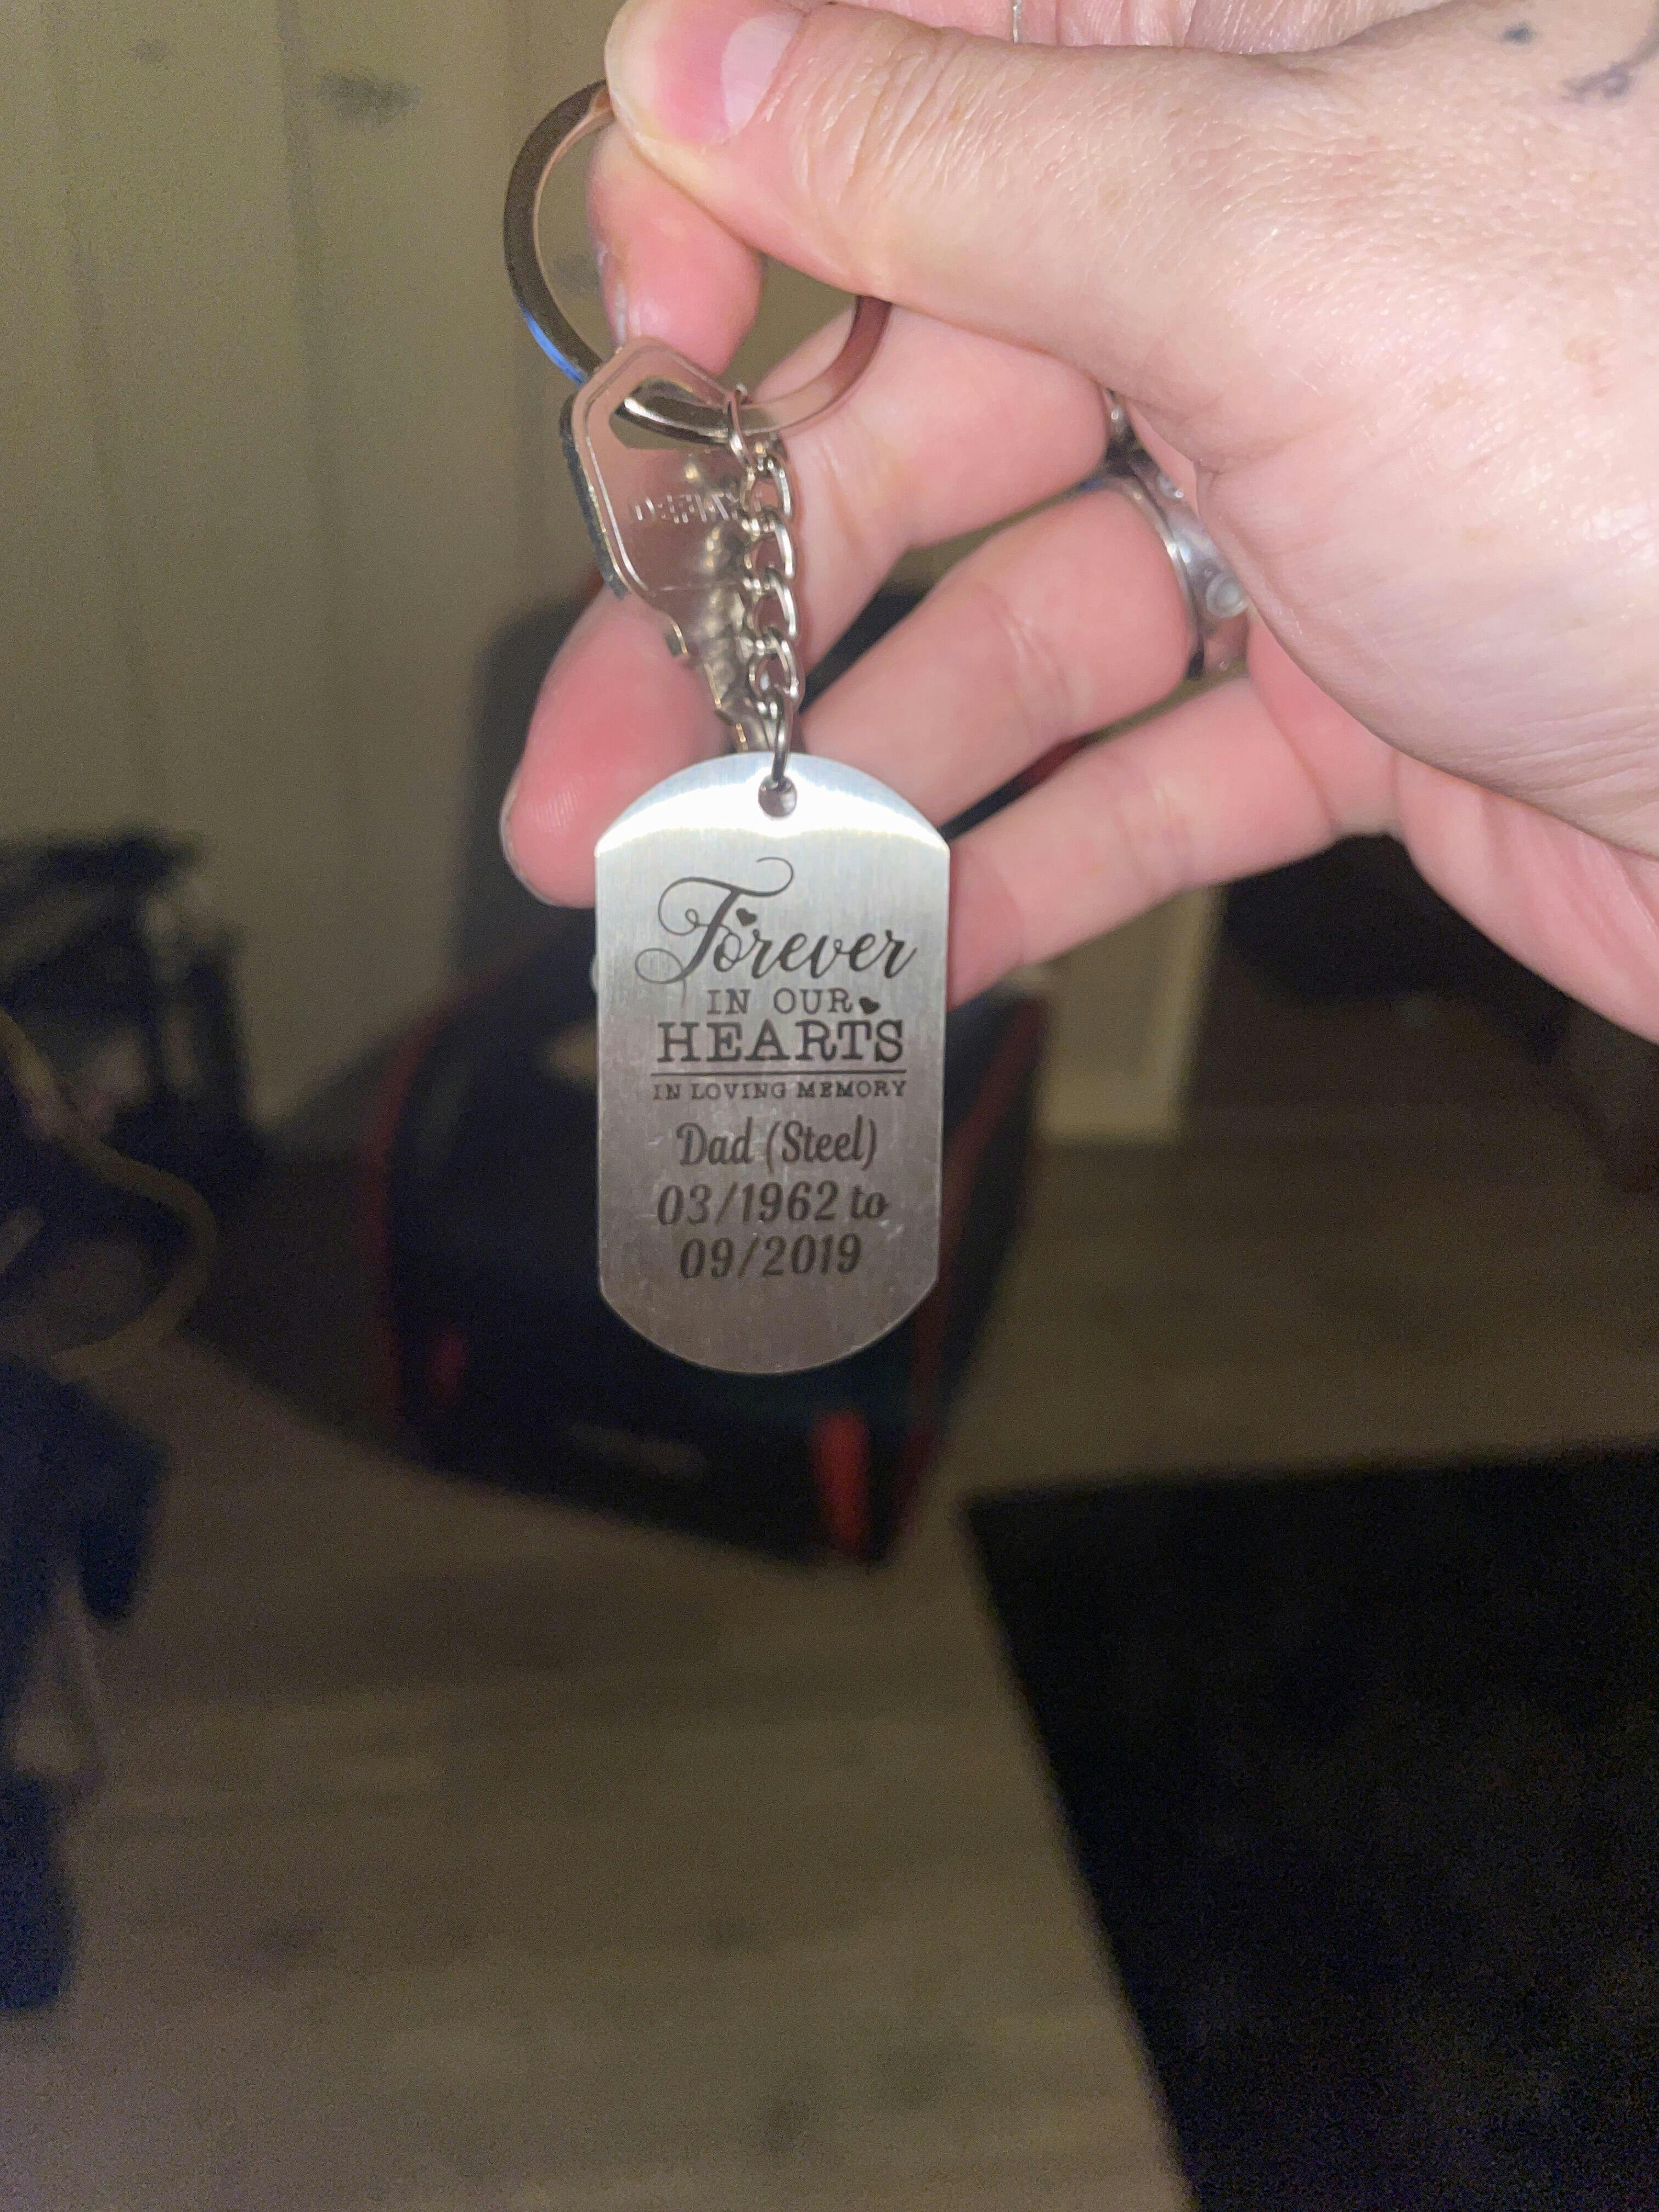 Forever
IN OUR
HEARTS
IN LOVING MEMORY
Dad (Steel)
03/1962 to
09/2019